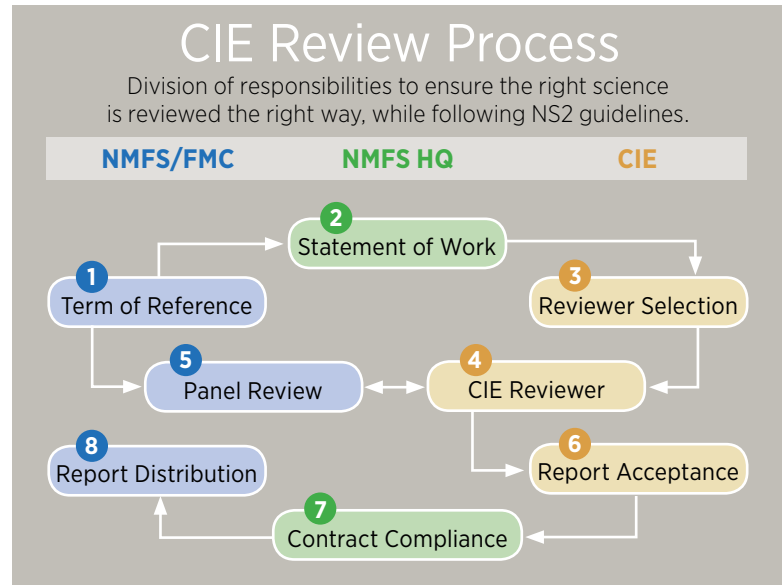 CIE Review Process
Division of responsibilities to ensure the right science
is reviewed the right way, while following NS2 guidelines.
NMFS/FMC NMFS HQ CIE
2
Statement of Work
1
Term of Reference
3
Reviewer Selection
5
Panel Review
4
CIE Reviewer
8
Report Distribution
6
Report Acceptance
7
Contract Compliance